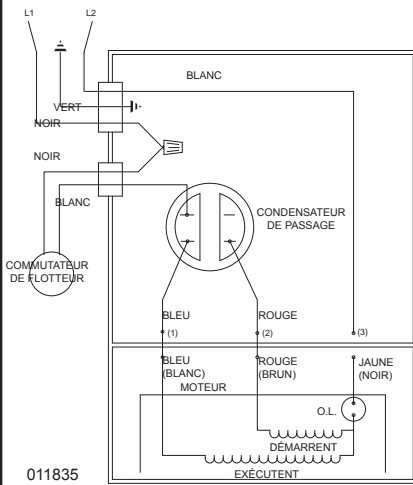 L1
L2
BLANC
VERT
NOIR
NOIR
BLANC
CONDENSATEUR
DE PASSAGE
COMMUTATEUR
DE FLOTTEUR
BLEU
ROUGE
(1)
(2)
(3)
BLEU
(BLANC)
ROUGE
(BRUN)
JAUNE
(NOIR)
MOTEUR
O.L.
DÉMARRENT
EXÉCUTENT
011835